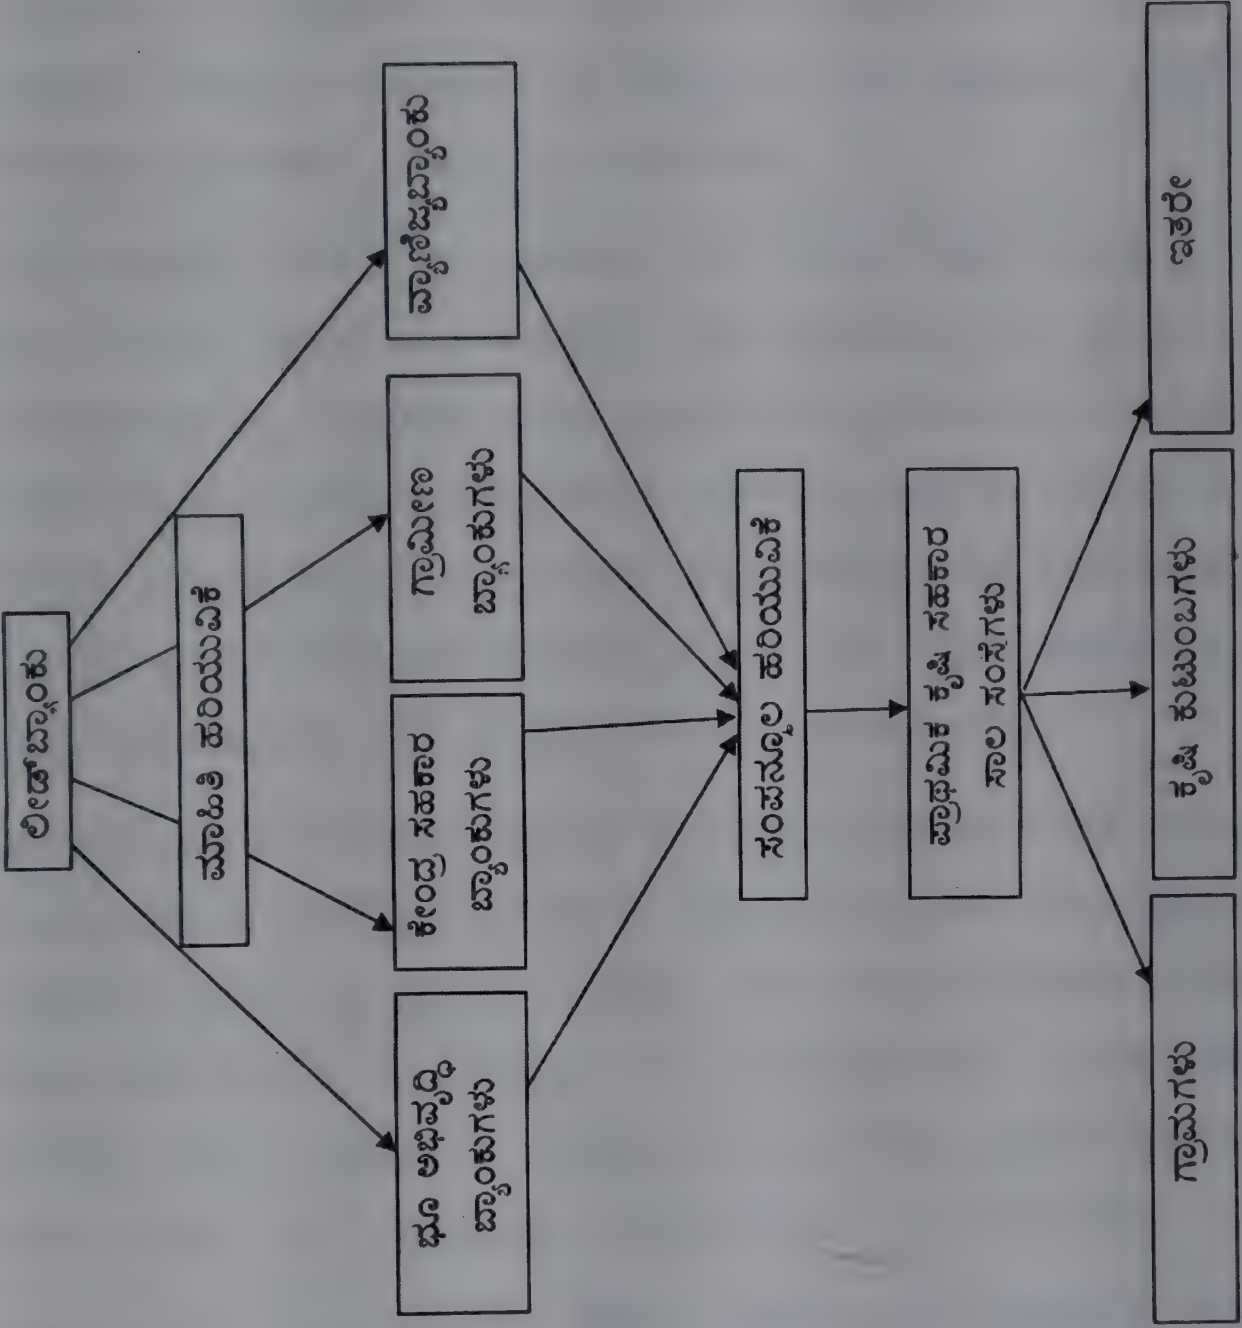 ಲೀಡ್‌ಬ್ಯಾಂಕು
ಮಾಹಿತಿ ಹರಿಯುವಿಕೆ
ಭೂ ಅಭಿವೃದ್ಧಿ
ಬ್ಯಾಂಕುಗಳು
ಕೇಂದ್ರ ಸಹಕಾರ
ಬ್ಯಾಂಕುಗಳು
ಗ್ರಾಮೀಣ
ಬ್ಯಾಂಕುಗಳು
ವ್ಯಾಣಿಜ್ಯಬ್ಯಾಂಕು
ಸಂಪನ್ಮೂಲ ಹರಿಯುವಿಕೆ
ಪ್ರಾಥಮಿಕ ಕೃಷಿ ಸಹಕಾರ
ಸಾಲ ಸಂಸ್ಥೆಗಳು
ಗ್ರಾಮಗಳು
ಕೃಷಿ ಕುಟುಂಬಗಳು
ಇತರೇ